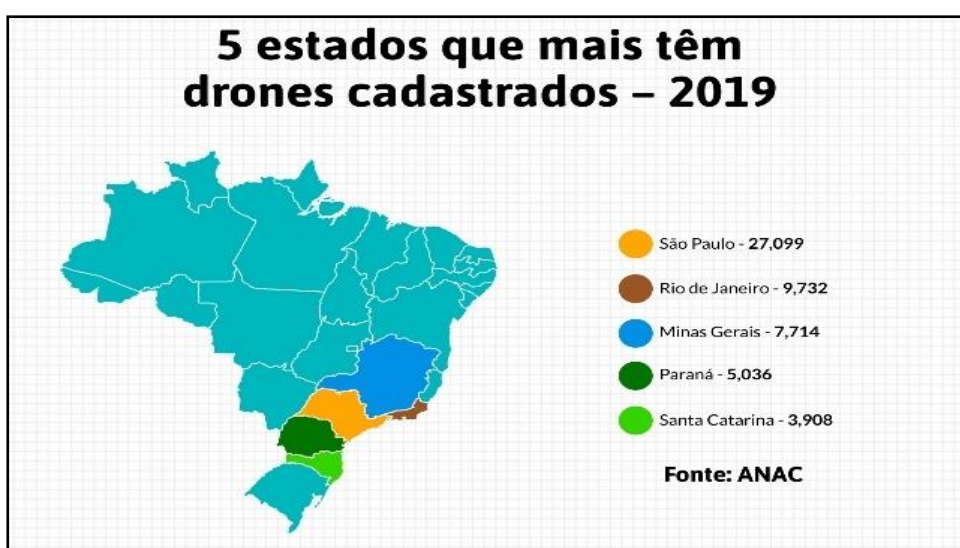 5 estados que mais têm
drones cadastrados – 2019
São Paulo - 27,099
Rio de Janeiro - 9,732
Minas Gerais - 7,714
Paraná - 5,036
Santa Catarina - 3,908
Fonte: ANAC